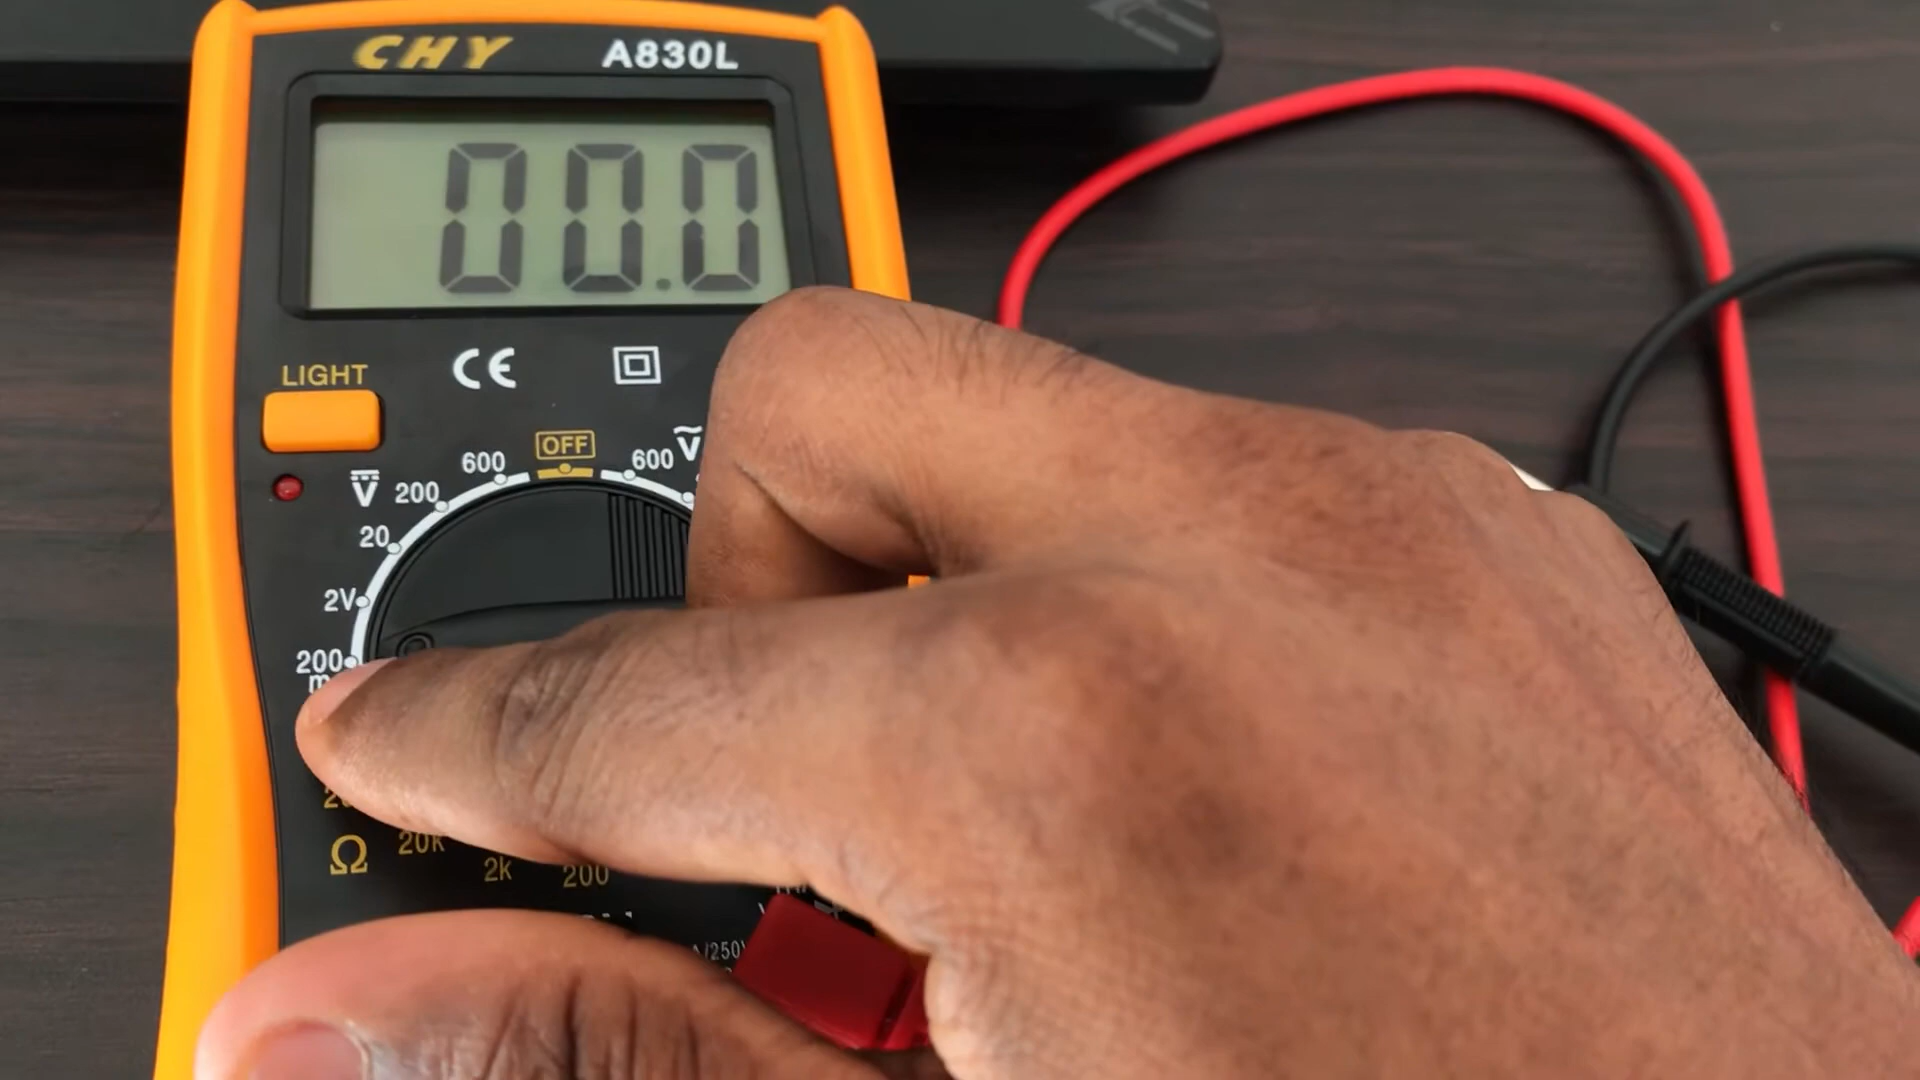 CHY A830L
00.0
LIGHT
CE
OFF
600 600 V
V 200
20
2V
200
m
20k
Ω
2k
200